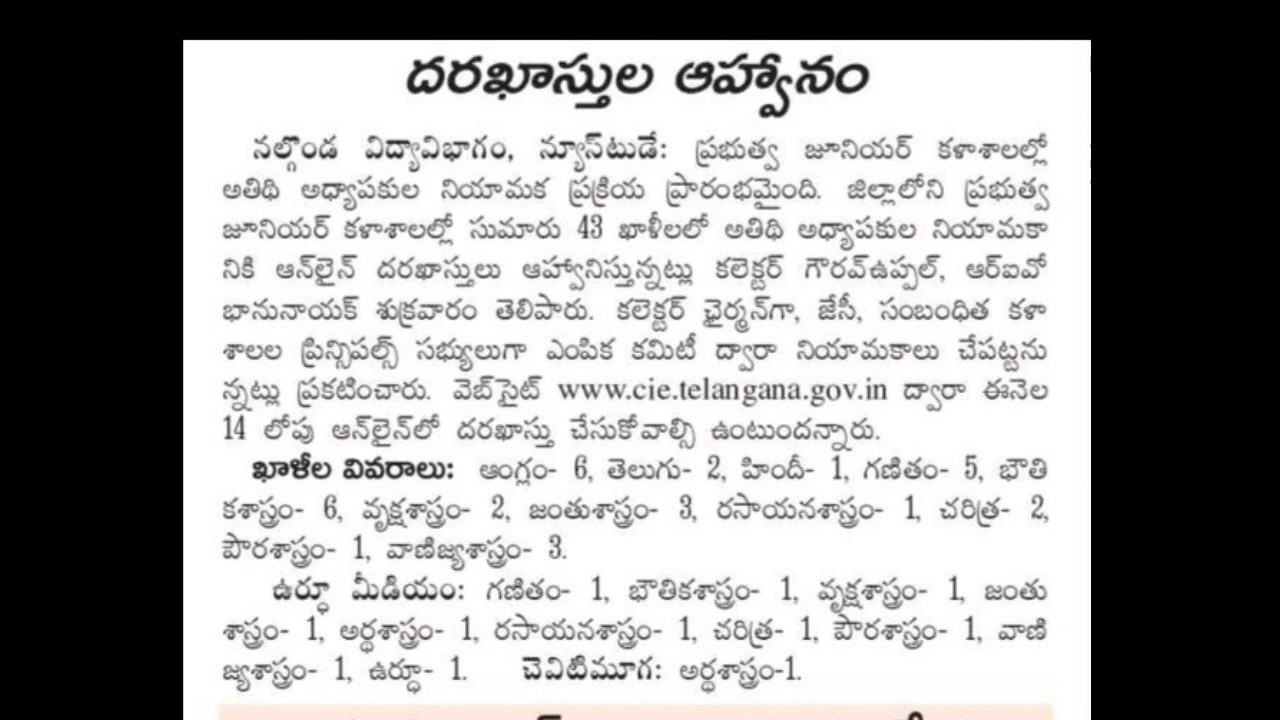 దరఖాస్తుల ఆహ్వానం
నల్గొండ విద్యావిభాగం, న్యూస్‌టుడే: ప్రభుత్వ జూనియర్ కళాశాలల్లో
అతిథి అధ్యాపకుల నియామక ప్రక్రియ ప్రారంభమైంది. జిల్లాలోని ప్రభుత్వ
జూనియర్ కళాశాలల్లో సుమారు 43 ఖాళీలలో అతిథి అధ్యాపకుల నియామకా
నికి ఆన్‌లైన్ దరఖాస్తులు ఆహ్వానిస్తున్నట్లు కలెక్టర్ గౌరవ్‌ఉప్పల్, ఆర్ఐవో
భానునాయక్ శుక్రవారం తెలిపారు. కలెక్టర్ ఛైర్మన్‌గా, జేసీ, సంబంధిత కళా
శాలల ప్రిన్సిపల్స్ సభ్యులుగా ఎంపిక కమిటీ ద్వారా నియామకాలు చేపట్టను
న్నట్లు ప్రకటించారు. వెబ్‌సైట్ www.cie.telangana.gov.in ద్వారా ఈనెల
14 లోపు ఆన్‌లైన్‌లో దరఖాస్తు చేసుకోవాల్సి ఉంటుందన్నారు.
ఖాళీల వివరాలు: ఆంగ్లం- 6, తెలుగు- 2, హిందీ- 1, గణితం- 5, భౌతి
కశాస్త్రం- 6, వృక్షశాస్త్రం- 2, జంతుశాస్త్రం- 3, రసాయనశాస్త్రం- 1, చరిత్ర- 2,
పౌరశాస్త్రం- 1, వాణిజ్యశాస్త్రం- 3.
ఉర్ధూ మీడియం: గణితం- 1, భౌతికశాస్త్రం- 1, వృక్షశాస్త్రం- 1, జంతు
శాస్త్రం- 1, అర్థశాస్త్రం- 1, రసాయనశాస్త్రం- 1, చరిత్ర- 1, పౌరశాస్త్రం- 1, వాణి
జ్యశాస్త్రం- 1, ఉర్ధూ- 1. చెవిటిమూగ: అర్థశాస్త్రం-1.